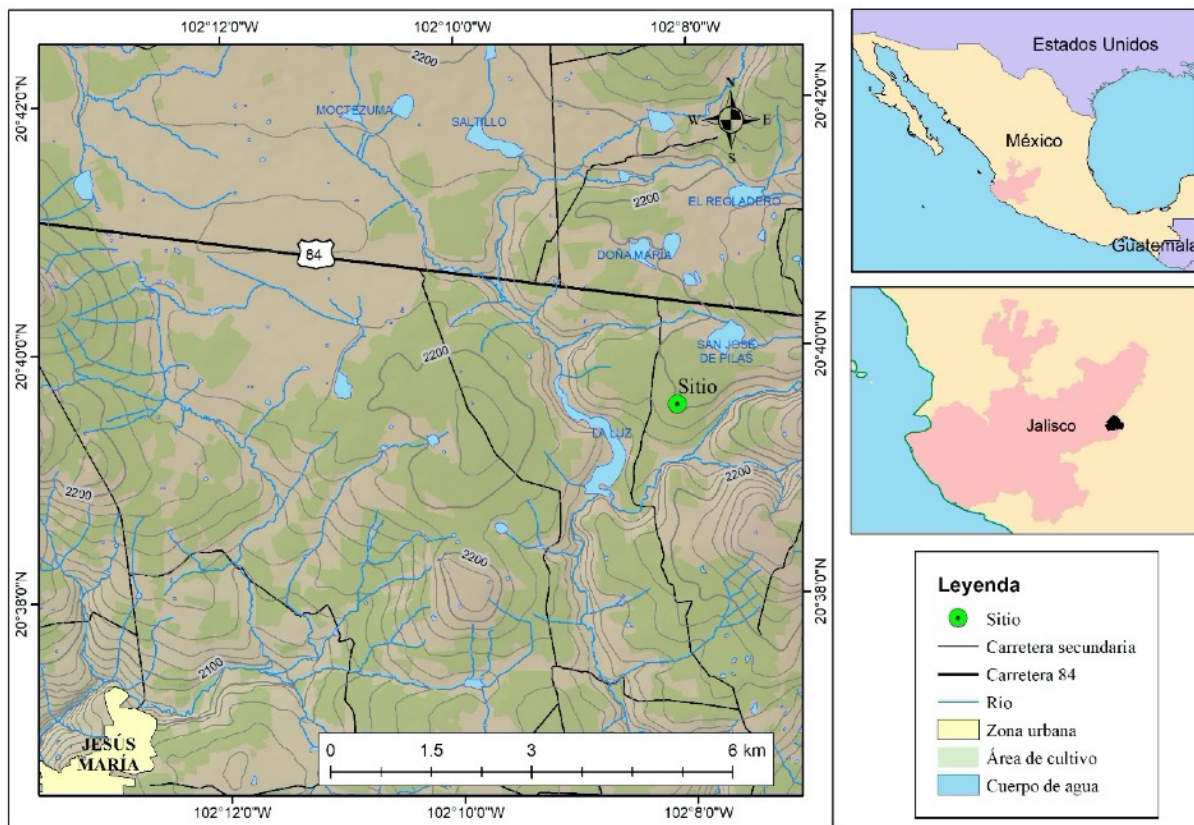 102°12'0"W
102°10'0"W
102°8'0"W
20°42'0"N
20°40'0"N
20°38'0"N
20°42'0"N
20°40'0"N
20°38'0"N
2200
MOCTEZUMA
SALTILLO
N
W
E
S
EL REGLADERO
2200
DOÑA MARÍA
84
SAN JOSÉ
DE PILAS
2200
Sitio
LA LUZ
2200
2200
2200
2100
JESÚS
MARÍA
0
1.5
3
6 km
102°12'0"W
102°10'0"W
102°8'0"W
Estados Unidos
México
Guatemala
Jalisco
Leyenda
Sitio
Carretera secundaria
Carretera 84
Río
Zona urbana
Área de cultivo
Cuerpo de agua